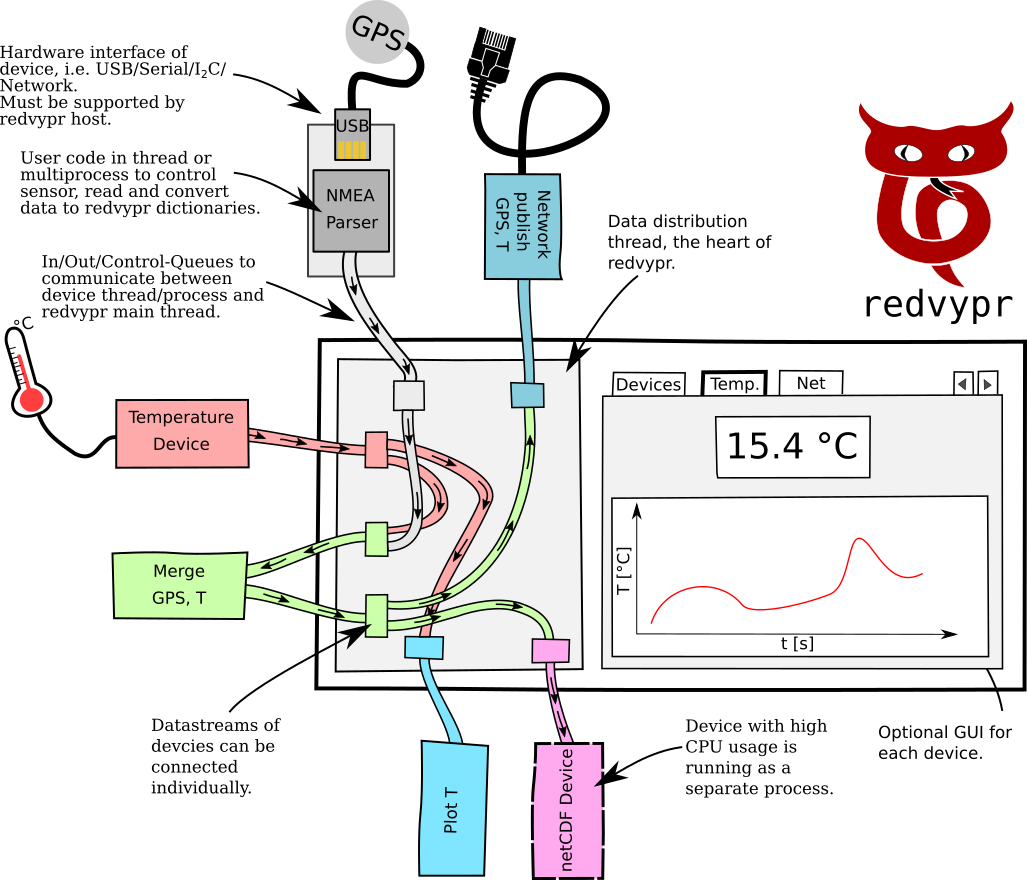 GPS
Hardware interface of
device, i.e. USB/Serial/I₂C/
Network.
Must be supported by
redvypr host.
USB
User code in thread or
multiprocess to control
sensor, read and convert
data to redvypr dictionaries.
NMEA
Parser
Network
publish
GPS, T
Data distribution
thread, the heart of
redvypr.
redvypr
In/Out/Control-Queues to
communicate between
device thread/process and
redvypr main thread.
°C
Temperature
Device
Devices
Temp.
Net
15.4 °C
T [°C]
t [s]
Merge
GPS, T
Datastreams of
devcies can be
connected
individually.
Plot T
netCDF Device
Device with high
CPU usage is
running as a
separate process.
Optional GUI for
each device.